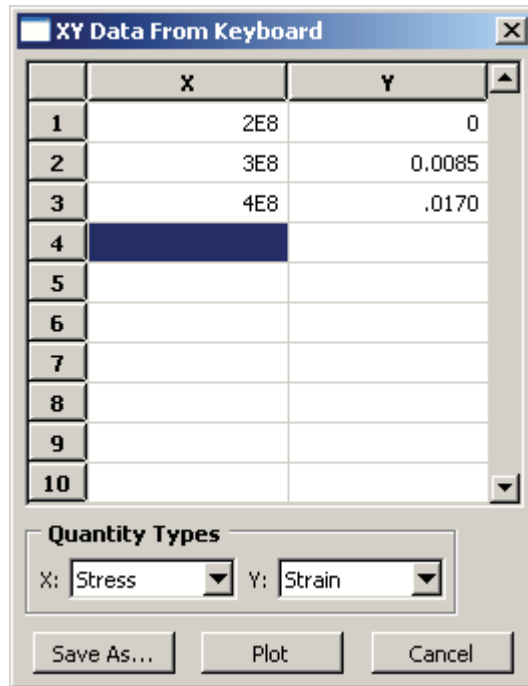 XY Data From Keyboard
X Y
1 2E8 0
2 3E8 0.0085
3 4E8 .0170
4
5
6
7
8
9
10
Quantity Types
X: Stress Y: Strain
Save As... Plot Cancel